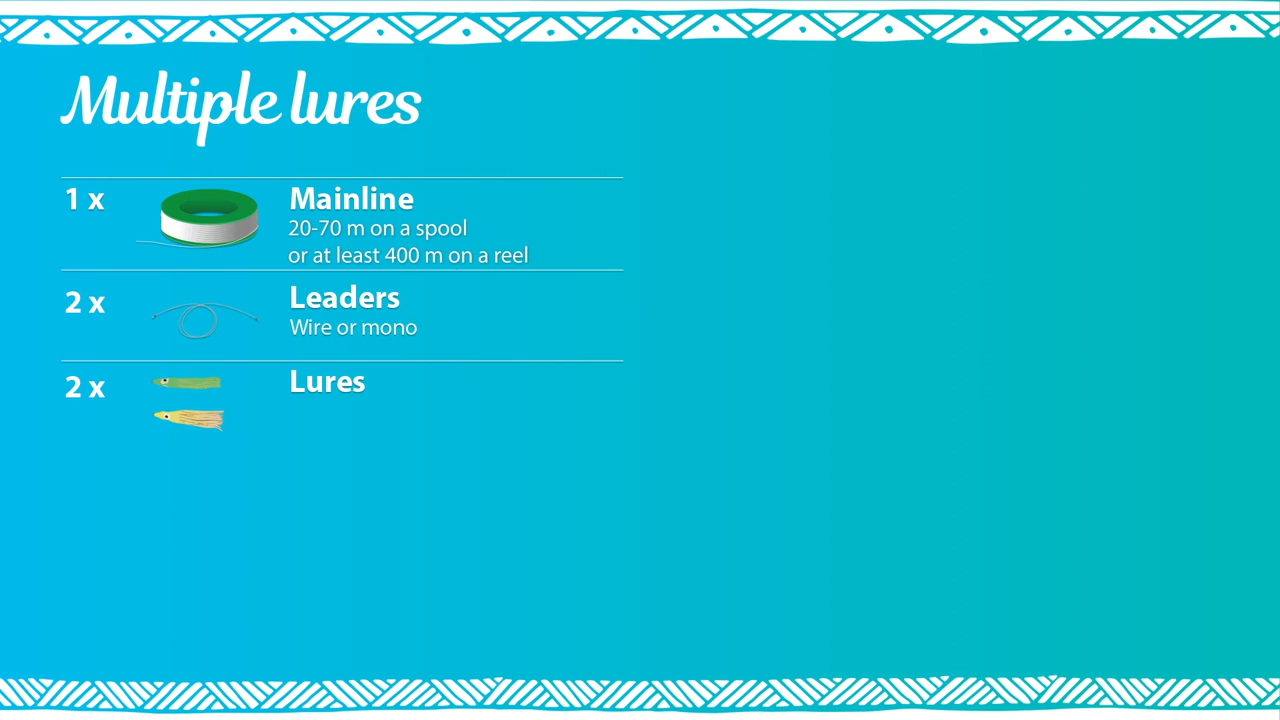 Multiple lures
1 x
Mainline
20-70 m on a spool
or at least 400 m on a reel
2 x
Leaders
Wire or mono
2 x
Lures